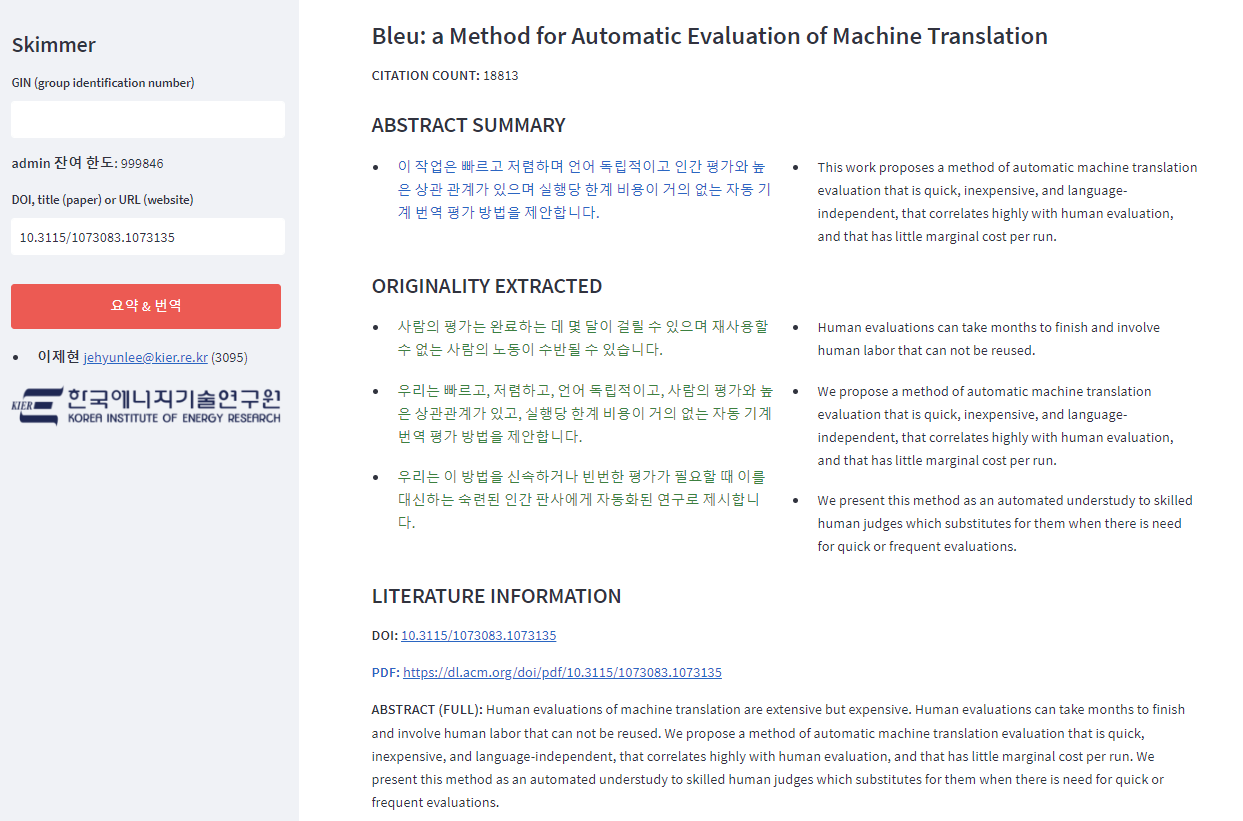 Skimmer
GIN (group identification number)
admin 잔여 한도: 999846
DOI, title (paper) or URL (website)
10.3115/1073083.1073135
요약 & 번역
이제현 jehyunlee@kier.re.kr (3095)
KIER 한국에너지기술연구원
KOREA INSTITUTE OF ENERGY RESEARCH
Bleu: a Method for Automatic Evaluation of Machine Translation
CITATION COUNT: 18813
ABSTRACT SUMMARY
이 작업은 빠르고 저렴하며 언어 독립적이고 인간 평가와 높
은 상관 관계가 있으며 실행당 한계 비용이 거의 없는 자동 기
계 번역 평가 방법을 제안합니다.
This work proposes a method of automatic machine translation
evaluation that is quick, inexpensive, and language-
independent, that correlates highly with human evaluation,
and that has little marginal cost per run.
ORIGINALITY EXTRACTED
사람의 평가는 완료하는 데 몇 달이 걸릴 수 있으며 재사용할
수 없는 사람의 노동이 수반될 수 있습니다.
우리는 빠르고, 저렴하고, 언어 독립적이고, 사람의 평가와 높
은 상관관계가 있고, 실행당 한계 비용이 거의 없는 자동 기계
번역 평가 방법을 제안합니다.
우리는 이 방법을 신속하거나 빈번한 평가가 필요할 때 이를
대신하는 숙련된 인간 판사에게 자동화된 연구로 제시합니
다.
Human evaluations can take months to finish and involve
human labor that can not be reused.
We propose a method of automatic machine translation
evaluation that is quick, inexpensive, and language-
independent, that correlates highly with human evaluation,
and that has little marginal cost per run.
We present this method as an automated understudy to skilled
human judges which substitutes for them when there is need
for quick or frequent evaluations.
LITERATURE INFORMATION
DOI: 10.3115/1073083.1073135
PDF: https://dl.acm.org/doi/pdf/10.3115/1073083.1073135
ABSTRACT (FULL): Human evaluations of machine translation are extensive but expensive. Human evaluations can take months to finish
and involve human labor that can not be reused. We propose a method of automatic machine translation evaluation that is quick,
inexpensive, and language-independent, that correlates highly with human evaluation, and that has little marginal cost per run. We
present this method as an automated understudy to skilled human judges which substitutes for them when there is need for quick or
frequent evaluations.